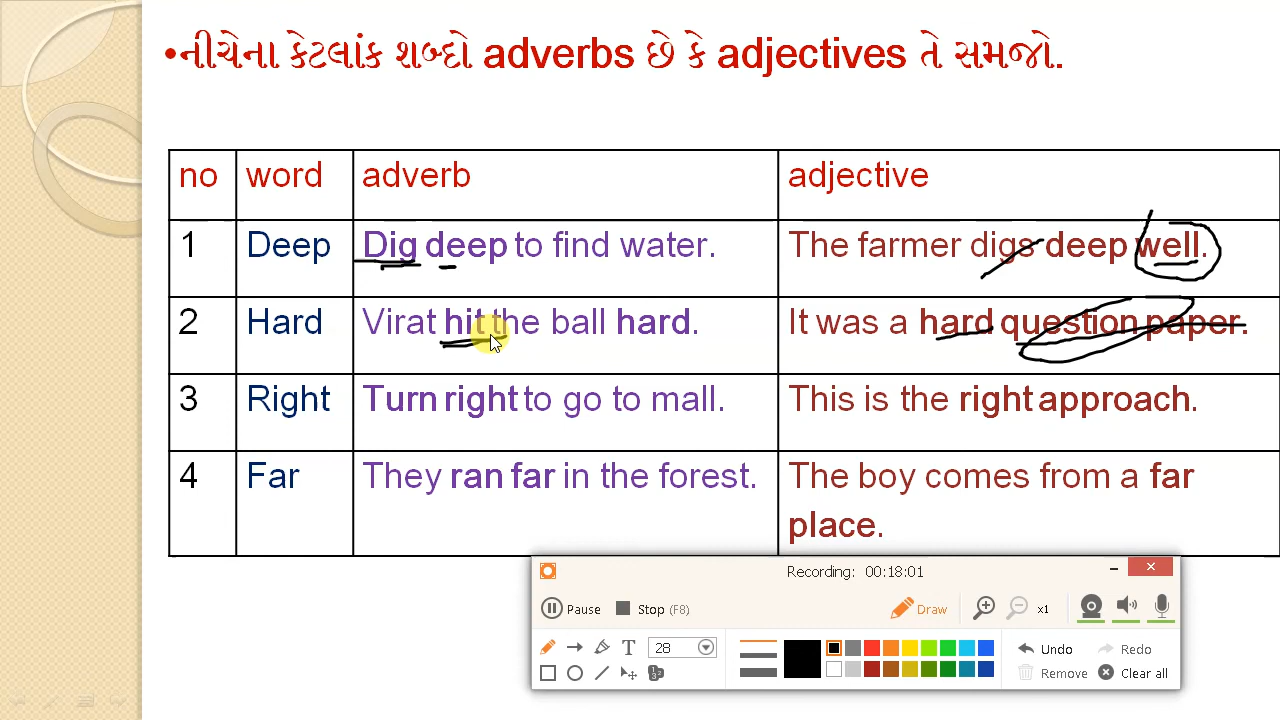 •નીચેના કેટલાંક શબ્દો adverbs છે કે adjectives તે સમજો.
no word adverb adjective
1 Deep Dig deep to find water. The farmer digs deep well.
2 Hard Virat hit the ball hard. It was a hard question paper.
3 Right Turn right to go to mall. This is the right approach.
4 Far They ran far in the forest. The boy comes from a far
place.
Recording: 00:18:01
Pause Stop (F8) Draw x1
T 28 Undo Redo
Remove Clear all